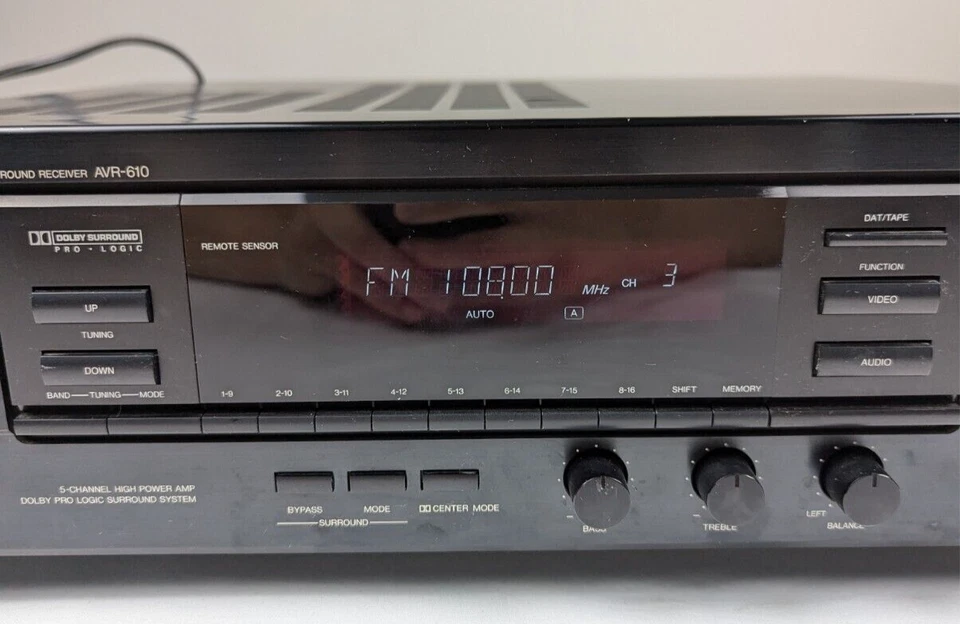 ROUND RECEIVER AVR-610
DOLBY SURROUND
PRO • LOGIC
REMOTE SENSOR
DAT/TAPE
FUNCTION
VIDEO
AUDIO
UP
TUNING
DOWN
BAND — TUNING — MODE
FM 108.00 MHz CH 3
AUTO A
1-9 2-10 3-11 4-12 5-13 6-14 7-15 8-16 SHIFT MEMORY
5-CHANNEL HIGH POWER AMP
DOLBY PRO LOGIC SURROUND SYSTEM
BYPASS MODE CENTER MODE
SURROUND
BASS
TREBLE
LEFT
BALANCE